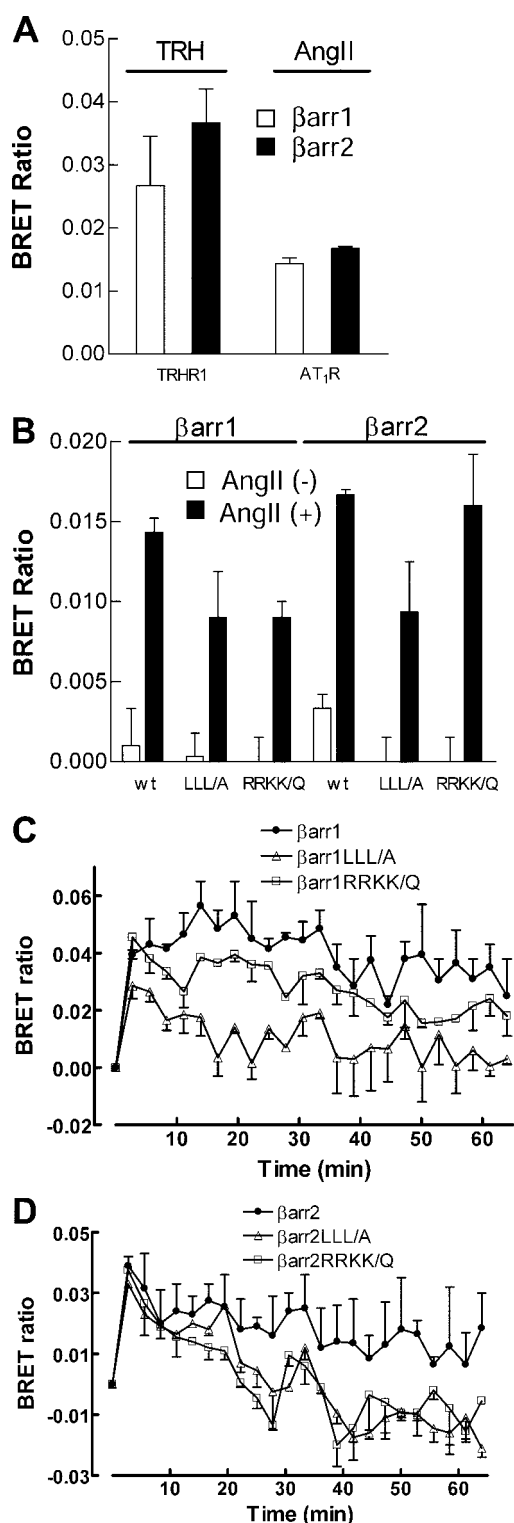 A
TRH AngII
0.05
0.04
0.03
0.02
0.01
0.00
BRET Ratio
βarr1
βarr2
TRHR1 AT1R
B
βarr1 βarr2
0.020
0.015
0.010
0.005
0.000
BRET Ratio
AngII (-)
AngII (+)
wt LLL/A RRKK/Q wt LLL/A RRKK/Q
C
βarr1
βarr1LLL/A
βarr1RRKK/Q
0.06
0.04
0.02
0.00
-0.02
BRET ratio
10 20 30 40 50 60
Time (min)
D
βarr2
βarr2LLL/A
βarr2RRKK/Q
0.05
0.03
0.01
-0.01
-0.03
BRET ratio
10 20 30 40 50 60
Time (min)